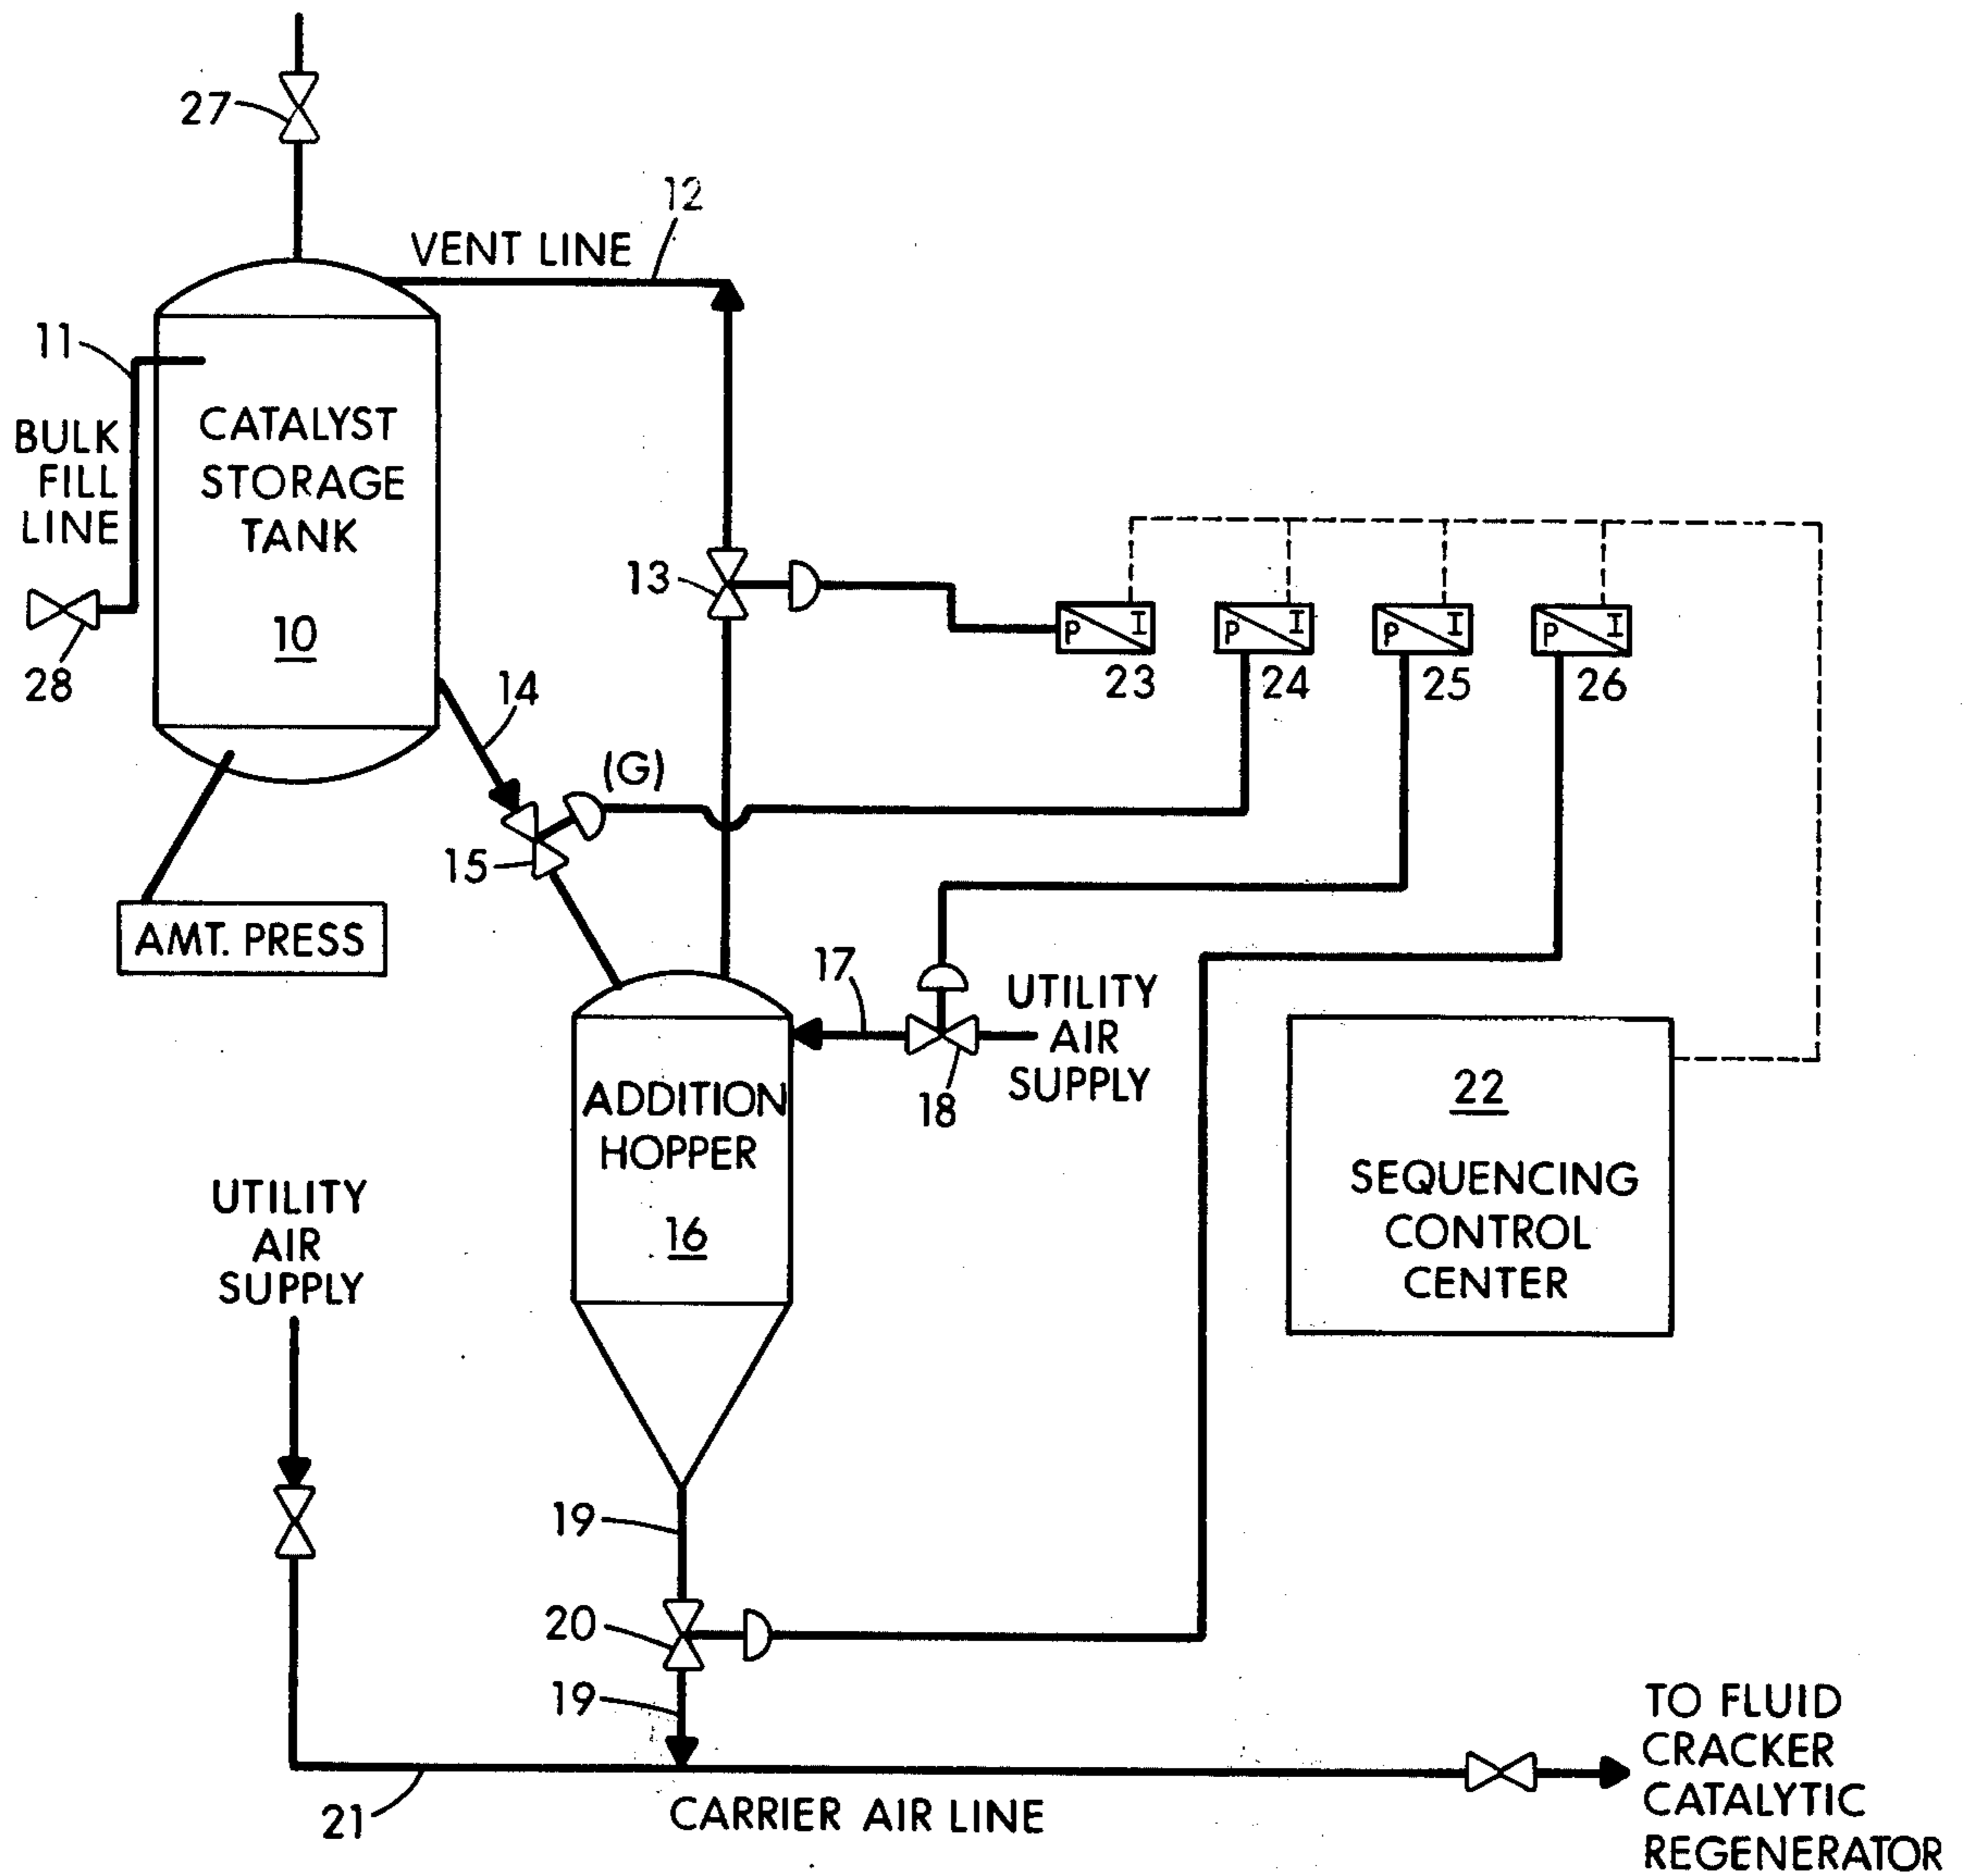 27
12
VENT LINE
11
BULK
FILL
LINE
CATALYST
STORAGE
TANK
10
28
13
P I
P I
P I
P I
23
24
25
26
14
(G)
15
AMT. PRESS
17
UTILITY
AIR
SUPPLY
18
ADDITION
HOPPER
16
22
SEQUENCING
CONTROL
CENTER
UTILITY
AIR
SUPPLY
19
20
19
21
CARRIER AIR LINE
TO FLUID
CRACKER
CATALYTIC
REGENERATOR